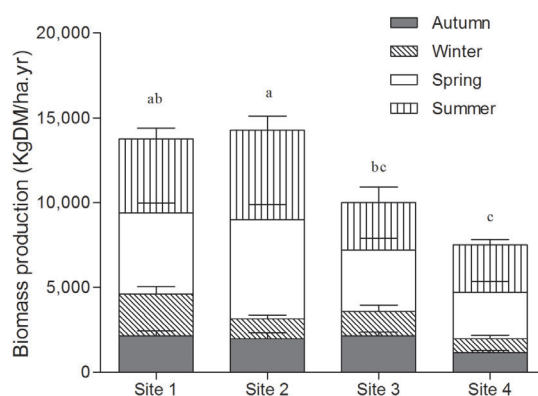 Autumn
Winter
Spring
Summer
Biomass production (KgDM/ha.yr)
20,000
15,000
10,000
5,000
0
ab
a
bc
c
Site 1
Site 2
Site 3
Site 4